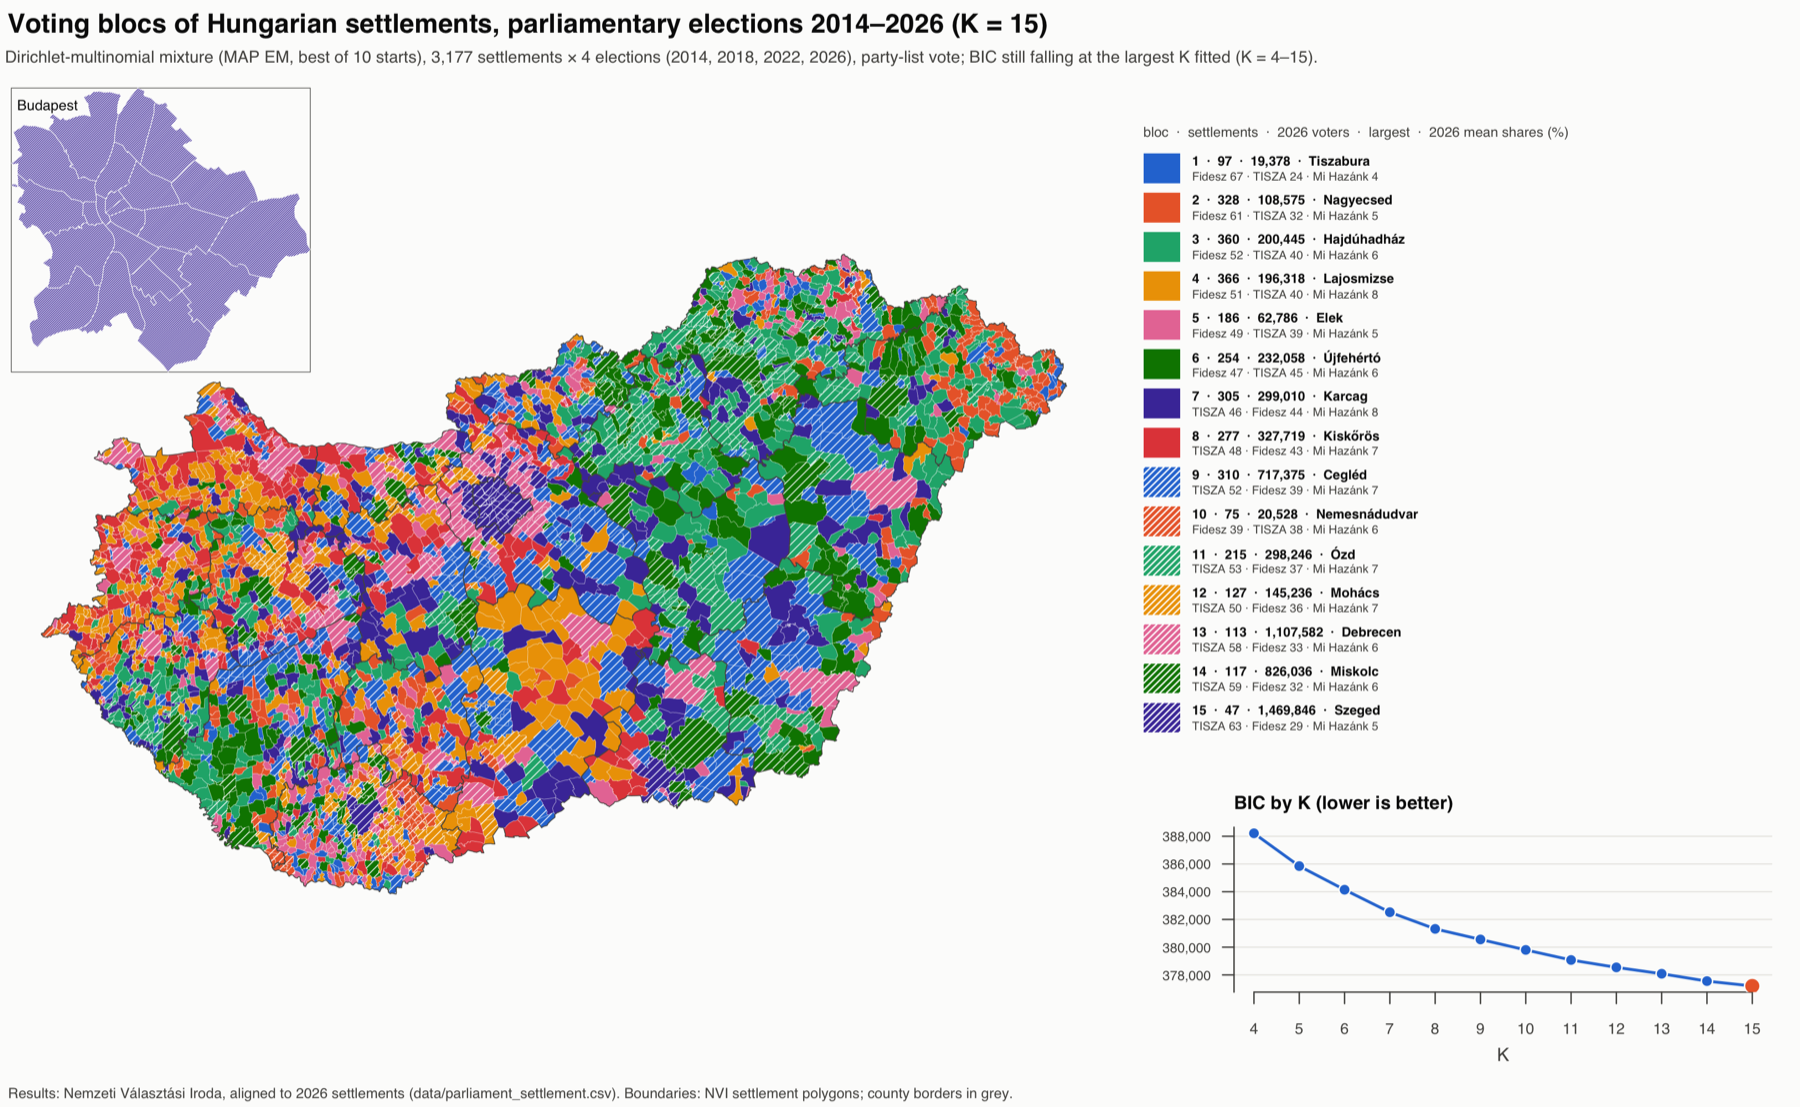 Voting blocs of Hungarian settlements, parliamentary elections 2014–2026 (K = 15)
Dirichlet-multinomial mixture (MAP EM, best of 10 starts), 3,177 settlements × 4 elections (2014, 2018, 2022, 2026), party-list vote; BIC still falling at the largest K fitted (K = 4–15).
Budapest
bloc · settlements · 2026 voters · largest · 2026 mean shares (%)
1 · 97 · 19,378 · Tiszabura
Fidesz 67 · TISZA 24 · Mi Hazánk 4
2 · 328 · 108,575 · Nagyecsed
Fidesz 61 · TISZA 32 · Mi Hazánk 5
3 · 360 · 200,445 · Hajdúhadház
Fidesz 52 · TISZA 40 · Mi Hazánk 6
4 · 366 · 196,318 · Lajosmizse
Fidesz 51 · TISZA 40 · Mi Hazánk 8
5 · 186 · 62,786 · Elek
Fidesz 49 · TISZA 39 · Mi Hazánk 5
6 · 254 · 232,058 · Újfehértó
Fidesz 47 · TISZA 45 · Mi Hazánk 6
7 · 305 · 299,010 · Karcag
TISZA 46 · Fidesz 44 · Mi Hazánk 8
8 · 277 · 327,719 · Kiskőrös
TISZA 48 · Fidesz 43 · Mi Hazánk 7
9 · 310 · 717,375 · Cegléd
TISZA 52 · Fidesz 39 · Mi Hazánk 7
10 · 75 · 20,528 · Nemesnádudvar
Fidesz 39 · TISZA 38 · Mi Hazánk 6
11 · 215 · 298,246 · Ózd
TISZA 53 · Fidesz 37 · Mi Hazánk 7
12 · 127 · 145,236 · Mohács
TISZA 50 · Fidesz 36 · Mi Hazánk 7
13 · 113 · 1,107,582 · Debrecen
TISZA 58 · Fidesz 33 · Mi Hazánk 6
14 · 117 · 826,036 · Miskolc
TISZA 59 · Fidesz 32 · Mi Hazánk 6
15 · 47 · 1,469,846 · Szeged
TISZA 63 · Fidesz 29 · Mi Hazánk 5
BIC by K (lower is better)
388,000
386,000
384,000
382,000
380,000
378,000
4 5 6 7 8 9 10 11 12 13 14 15
K
Results: Nemzeti Választási Iroda, aligned to 2026 settlements (data/parliament_settlement.csv). Boundaries: NVI settlement polygons; county borders in grey.